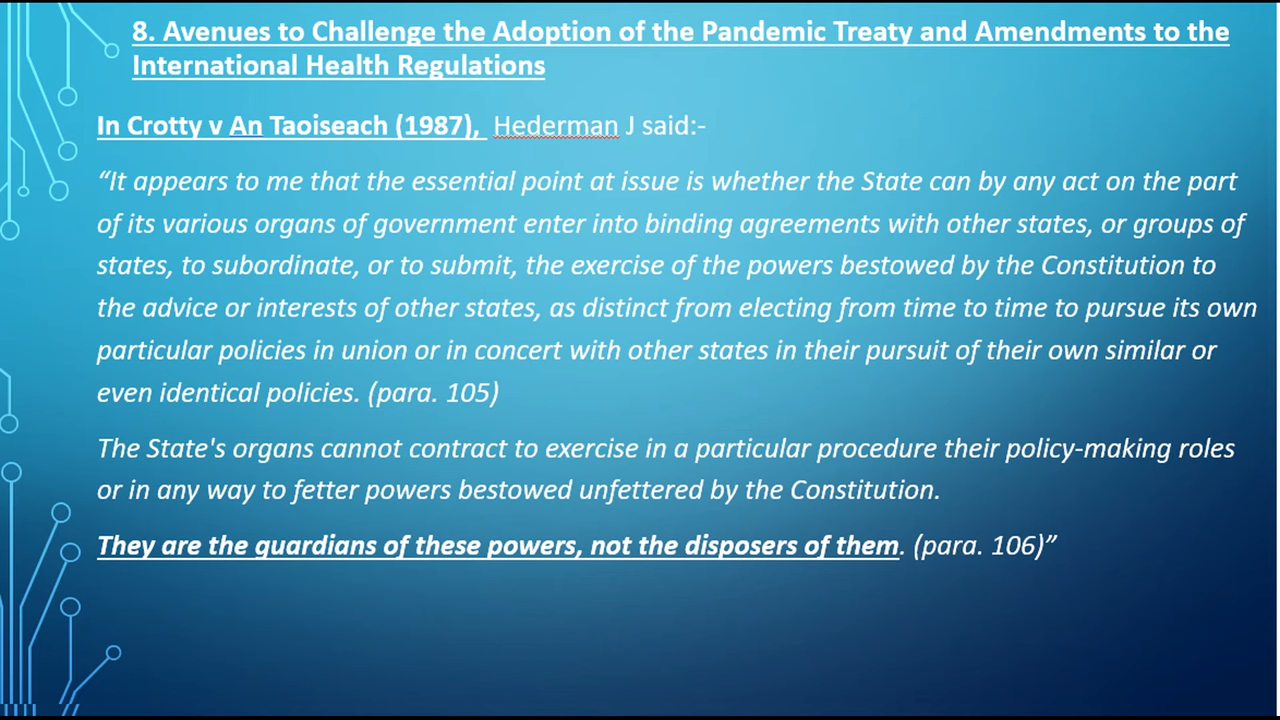 8. Avenues to Challenge the Adoption of the Pandemic Treaty and Amendments to the
International Health Regulations
In Crotty v An Taoiseach (1987), Hederman J said:-
“It appears to me that the essential point at issue is whether the State can by any act on the part
of its various organs of government enter into binding agreements with other states, or groups of
states, to subordinate, or to submit, the exercise of the powers bestowed by the Constitution to
the advice or interests of other states, as distinct from electing from time to time to pursue its own
particular policies in union or in concert with other states in their pursuit of their own similar or
even identical policies. (para. 105)
The State's organs cannot contract to exercise in a particular procedure their policy-making roles
or in any way to fetter powers bestowed unfettered by the Constitution.
They are the guardians of these powers, not the disposers of them. (para. 106)”